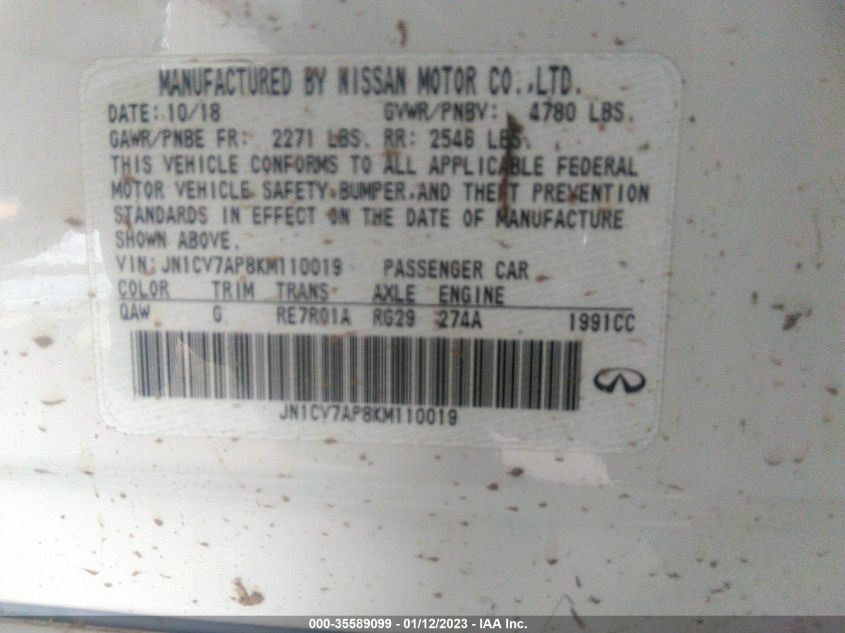 MANUFACTURED BY NISSAN MOTOR CO.,LTD.
DATE: 10/18 GVWR/PNBV: 4780 LBS.
GAWR/PNBE FR: 2271 LBS. RR: 2546 LBS.
THIS VEHICLE CONFORMS TO ALL APPLICABLE FEDERAL
MOTOR VEHICLE SAFETY,BUMPER,AND THEFT PREVENTION
STANDARDS IN EFFECT ON THE DATE OF MANUFACTURE
SHOWN ABOVE.
VIN: JN1CV7AP8KM110019 PASSENGER CAR
COLOR TRIM TRANS AXLE ENGINE
QAW G RE7R01A RG29 274A 1991CC
JN1CV7AP8KM110019
000-35589099 - 01/12/2023 - IAA Inc.